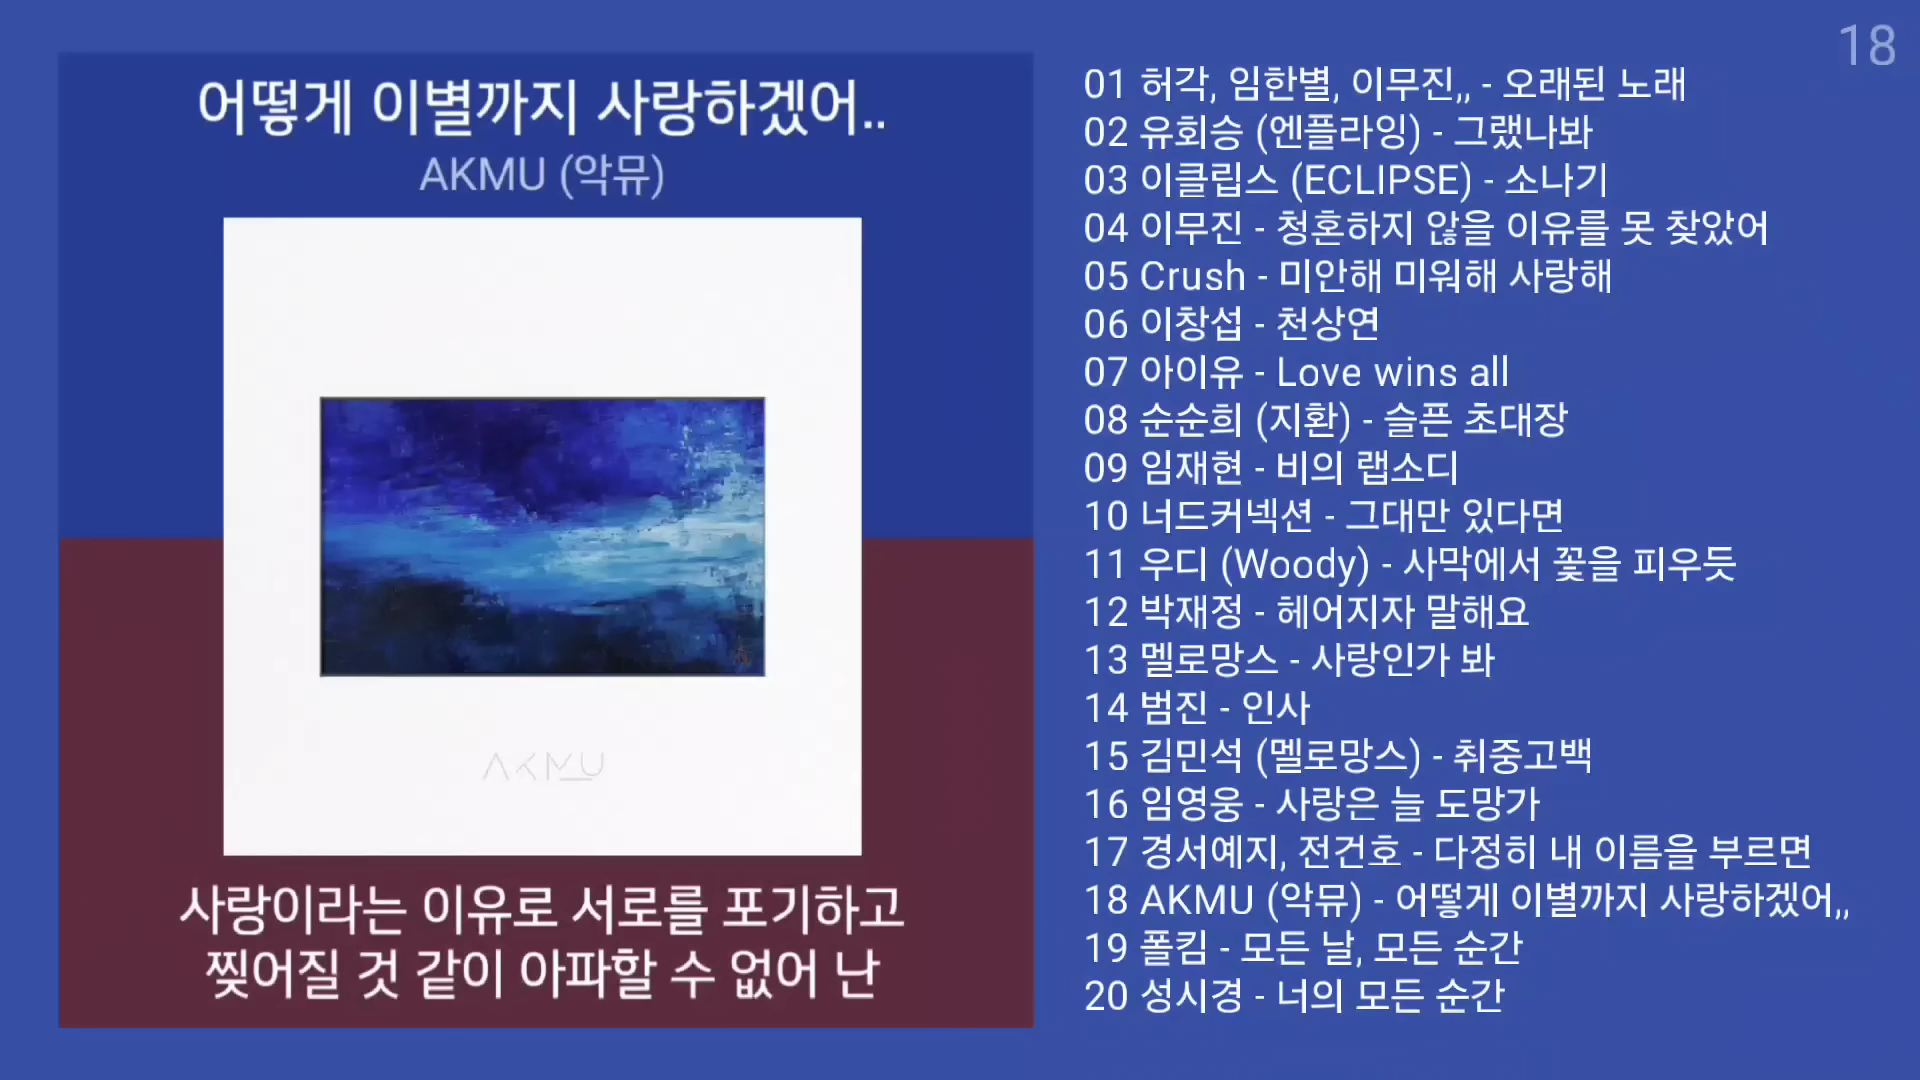 18
어떻게 이별까지 사랑하겠어..
AKMU (악뮤)
AKMU
사랑이라는 이유로 서로를 포기하고
찢어질 것 같이 아파할 수 없어 난
01 허각, 임한별, 이무진,, - 오래된 노래
02 유회승 (엔플라잉) - 그랬나봐
03 이클립스 (ECLIPSE) - 소나기
04 이무진 - 청혼하지 않을 이유를 못 찾았어
05 Crush - 미안해 미워해 사랑해
06 이창섭 - 천상연
07 아이유 - Love wins all
08 순순희 (지환) - 슬픈 초대장
09 임재현 - 비의 랩소디
10 너드커넥션 - 그대만 있다면
11 우디 (Woody) - 사막에서 꽃을 피우듯
12 박재정 - 헤어지자 말해요
13 멜로망스 - 사랑인가 봐
14 범진 - 인사
15 김민석 (멜로망스) - 취중고백
16 임영웅 - 사랑은 늘 도망가
17 경서예지, 전건호 - 다정히 내 이름을 부르면
18 AKMU (악뮤) - 어떻게 이별까지 사랑하겠어,,
19 폴킴 - 모든 날, 모든 순간
20 성시경 - 너의 모든 순간